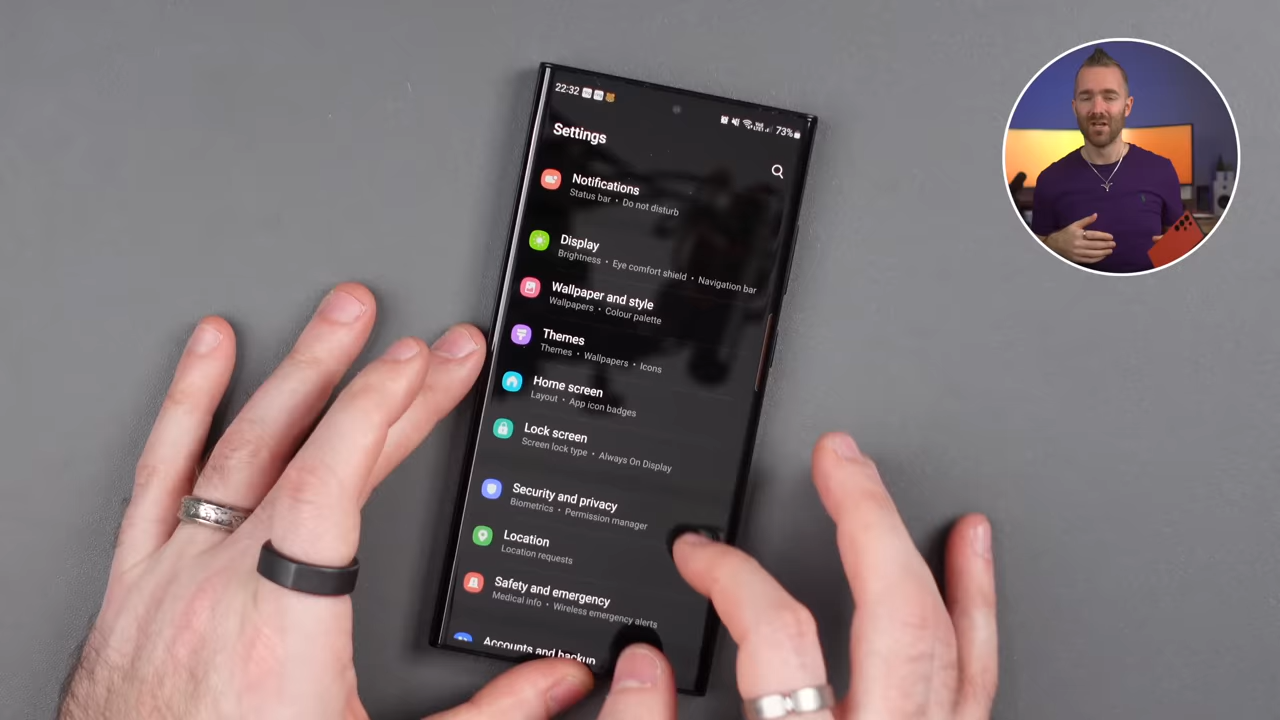 22:32
73%
Settings
Notifications
Status bar • Do not disturb
Display
Brightness • Eye comfort shield • Navigation bar
Wallpaper and style
Wallpapers • Colour palette
Themes
Themes • Wallpapers • Icons
Home screen
Layout • App icon badges
Lock screen
Screen lock type • Always On Display
Security and privacy
Biometrics • Permission manager
Location
Location requests
Safety and emergency
Medical info • Wireless emergency alerts
Accounts and backup